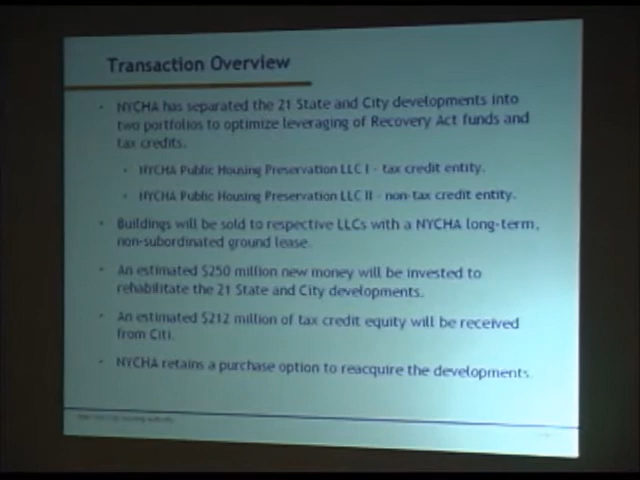 Transaction Overview
• NYCHA has separated the 21 State and City developments into
two portfolios to optimize leveraging of Recovery Act funds and
tax credits.
• NYCHA Public Housing Preservation LLC I - tax credit entity.
• NYCHA Public Housing Preservation LLC II - non-tax credit entity.
• Buildings will be sold to respective LLCs with a NYCHA long-term,
non-subordinated ground lease.
• An estimated $250 million new money will be invested to
rehabilitate the 21 State and City developments.
• An estimated $212 million of tax credit equity will be received
from Citi.
• NYCHA retains a purchase option to reacquire the developments.